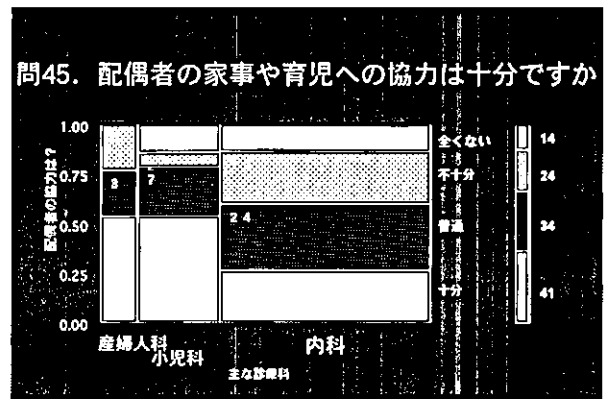 問45. 配偶者の家事や育児への協力は十分ですか
配偶者の協力は?
1.00
0.75
0.50
0.25
0.00
3
7
24
全くない
不十分
普通
十分
14
24
34
41
産婦人科
小児科
内科
主な診療科